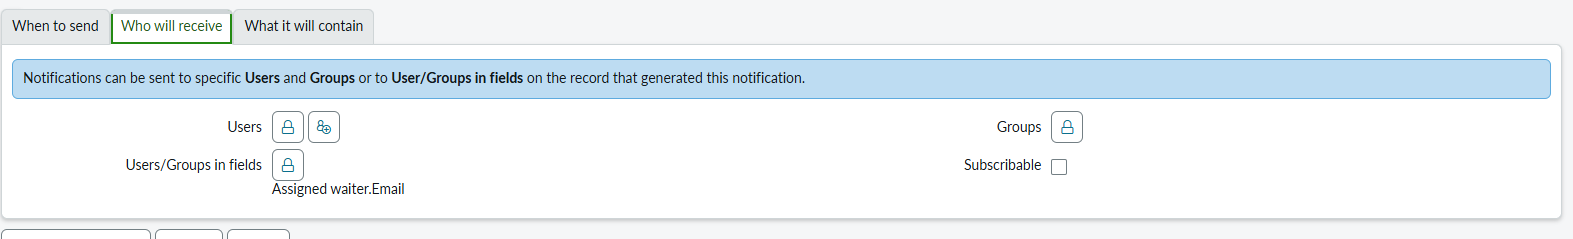 When to send Who will receive What it will contain
Notifications can be sent to specific Users and Groups or to User/Groups in fields on the record that generated this notification.
Users Groups
Users/Groups in fields Subscribable
Assigned waiter.Email